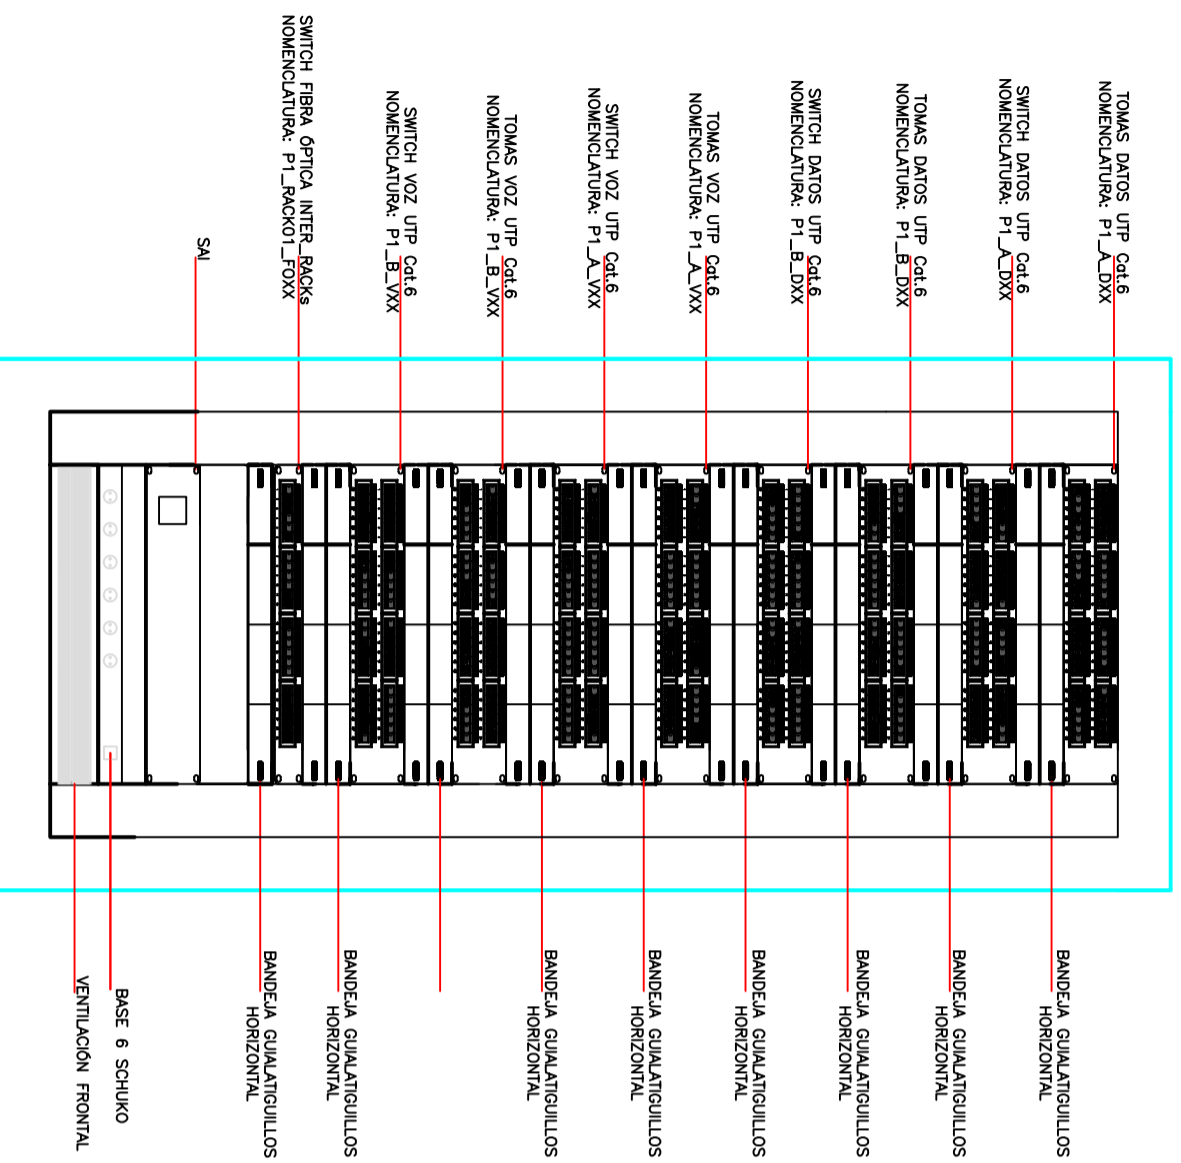 TOMAS DATOS UTP Cat.6
NOMENCLATURA: P1_A_DXX
SWITCH DATOS UTP Cat.6
NOMENCLATURA: P1_A_DXX
TOMAS DATOS UTP Cat.6
NOMENCLATURA: P1_B_DXX
SWITCH DATOS UTP Cat.6
NOMENCLATURA: P1_B_DXX
TOMAS VOZ UTP Cat.6
NOMENCLATURA: P1_A_VXX
SWITCH VOZ UTP Cat.6
NOMENCLATURA: P1_A_VXX
TOMAS VOZ UTP Cat.6
NOMENCLATURA: P1_B_VXX
SWITCH VOZ UTP Cat.6
NOMENCLATURA: P1_B_VXX
SWITCH FIBRA ÓPTICA INTER_RACKs
NOMENCLATURA: P1_RACK01_FOXX
SAI
BANDEJA GUIALATIGUILLOS
HORIZONTAL
BANDEJA GUIALATIGUILLOS
HORIZONTAL
BANDEJA GUIALATIGUILLOS
HORIZONTAL
BANDEJA GUIALATIGUILLOS
HORIZONTAL
BANDEJA GUIALATIGUILLOS
HORIZONTAL
BANDEJA GUIALATIGUILLOS
HORIZONTAL
BANDEJA GUIALATIGUILLOS
HORIZONTAL
BANDEJA GUIALATIGUILLOS
HORIZONTAL
BASE 6 SCHUKO
VENTILACIÓN FRONTAL